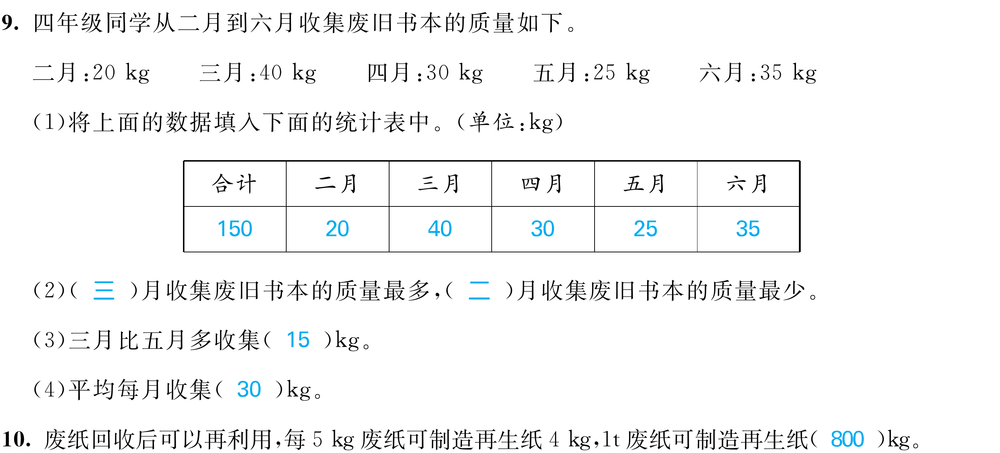 9. 四年级同学从二月到六月收集废旧书本的质量如下。
二月:20 kg 三月:40 kg 四月:30 kg 五月:25 kg 六月:35 kg
(1)将上面的数据填入下面的统计表中。(单位:kg)
合计 二月 三月 四月 五月 六月
150 20 40 30 25 35
(2)( 三 )月收集废旧书本的质量最多,( 二 )月收集废旧书本的质量最少。
(3)三月比五月多收集( 15 )kg。
(4)平均每月收集( 30 )kg。
10. 废纸回收后可以再利用,每 5 kg 废纸可制造再生纸 4 kg,1t 废纸可制造再生纸( 800 )kg。